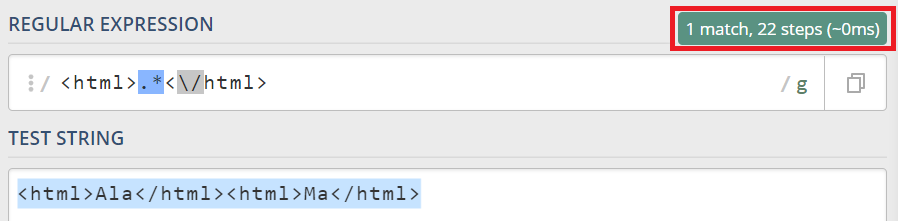 REGULAR EXPRESSION
1 match, 22 steps (~0ms)
⋮ / <html>.*<\/html> / g
TEST STRING
<html>Ala</html><html>Ma</html>